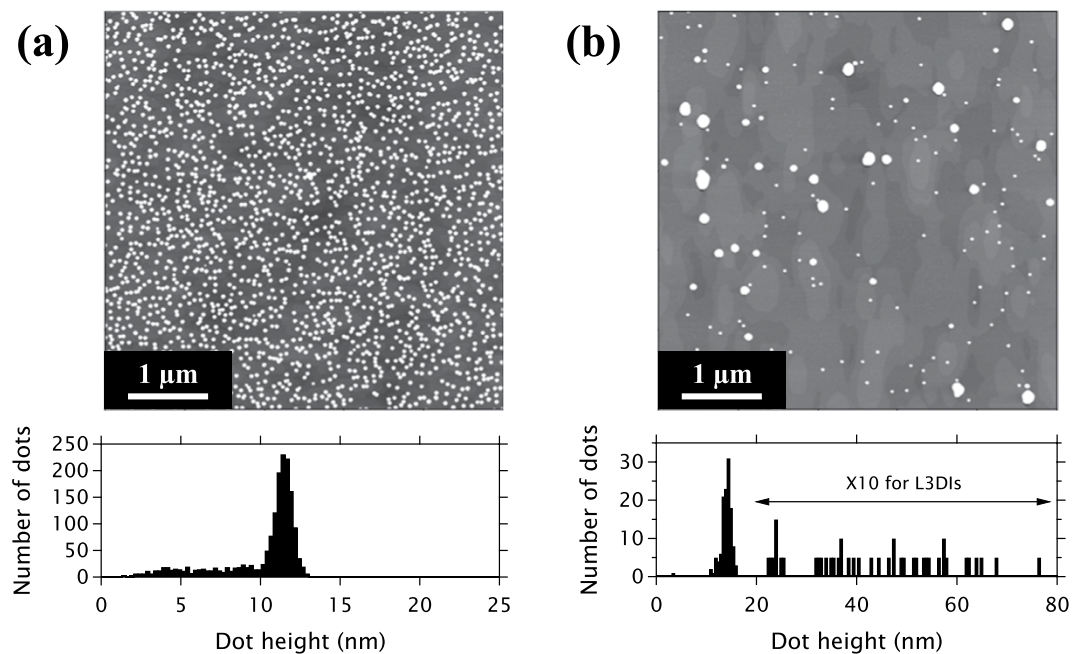 (a)
(b)
1 µm
1 µm
Number of dots
250
200
150
100
50
0
0 5 10 15 20 25
Dot height (nm)
Number of dots
30
20
10
0
X10 for L3DIs
0 20 40 60 80
Dot height (nm)